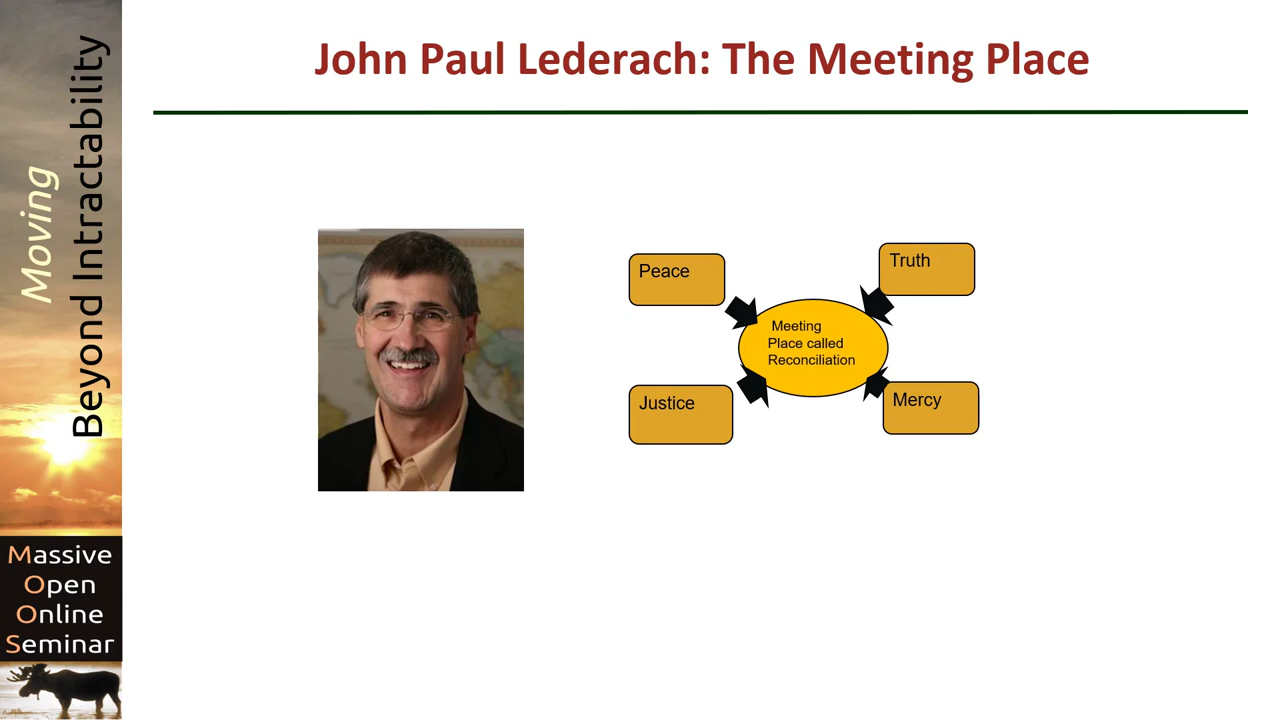 John Paul Lederach: The Meeting Place
Moving
Beyond Intractability
Peace
Truth
Meeting
Place called
Reconciliation
Justice
Mercy
Massive
Open
Online
Seminar